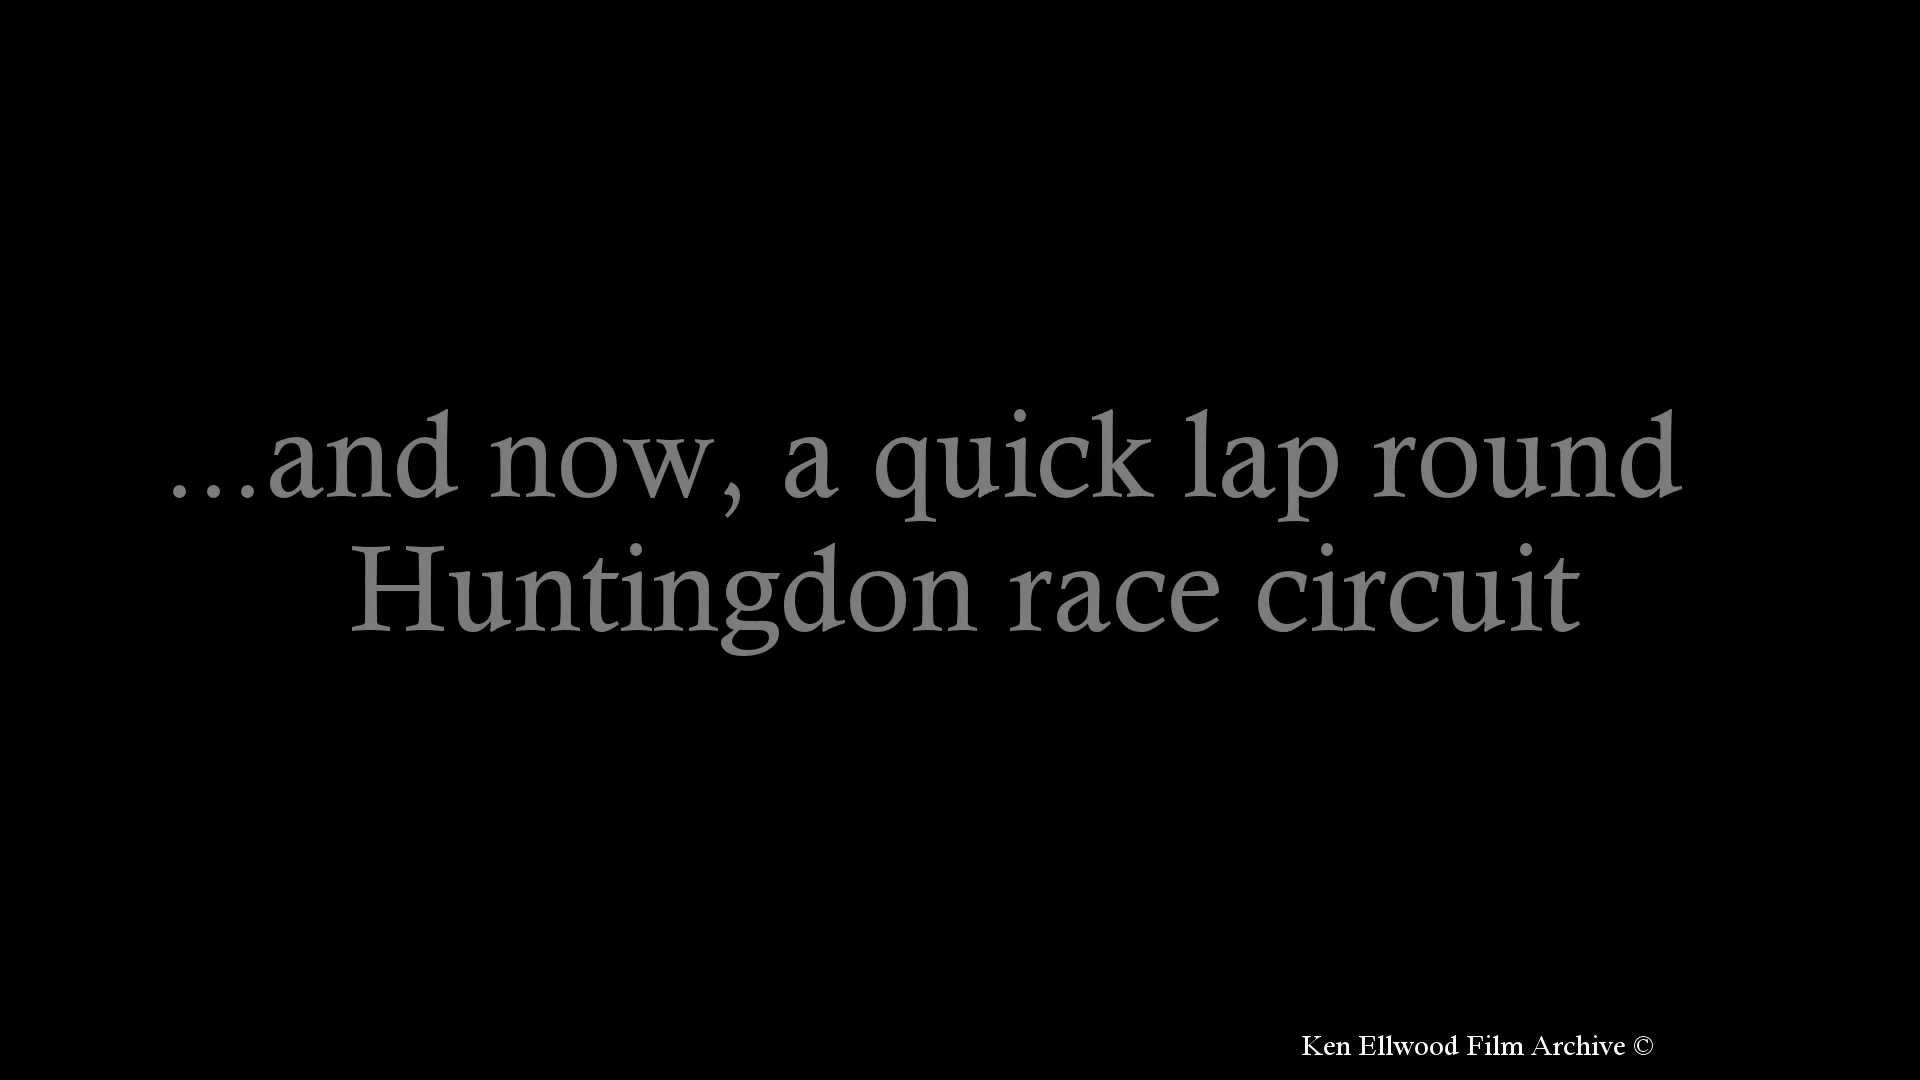 ...and now, a quick lap round
Huntingdon race circuit
Ken Ellwood Film Archive ©